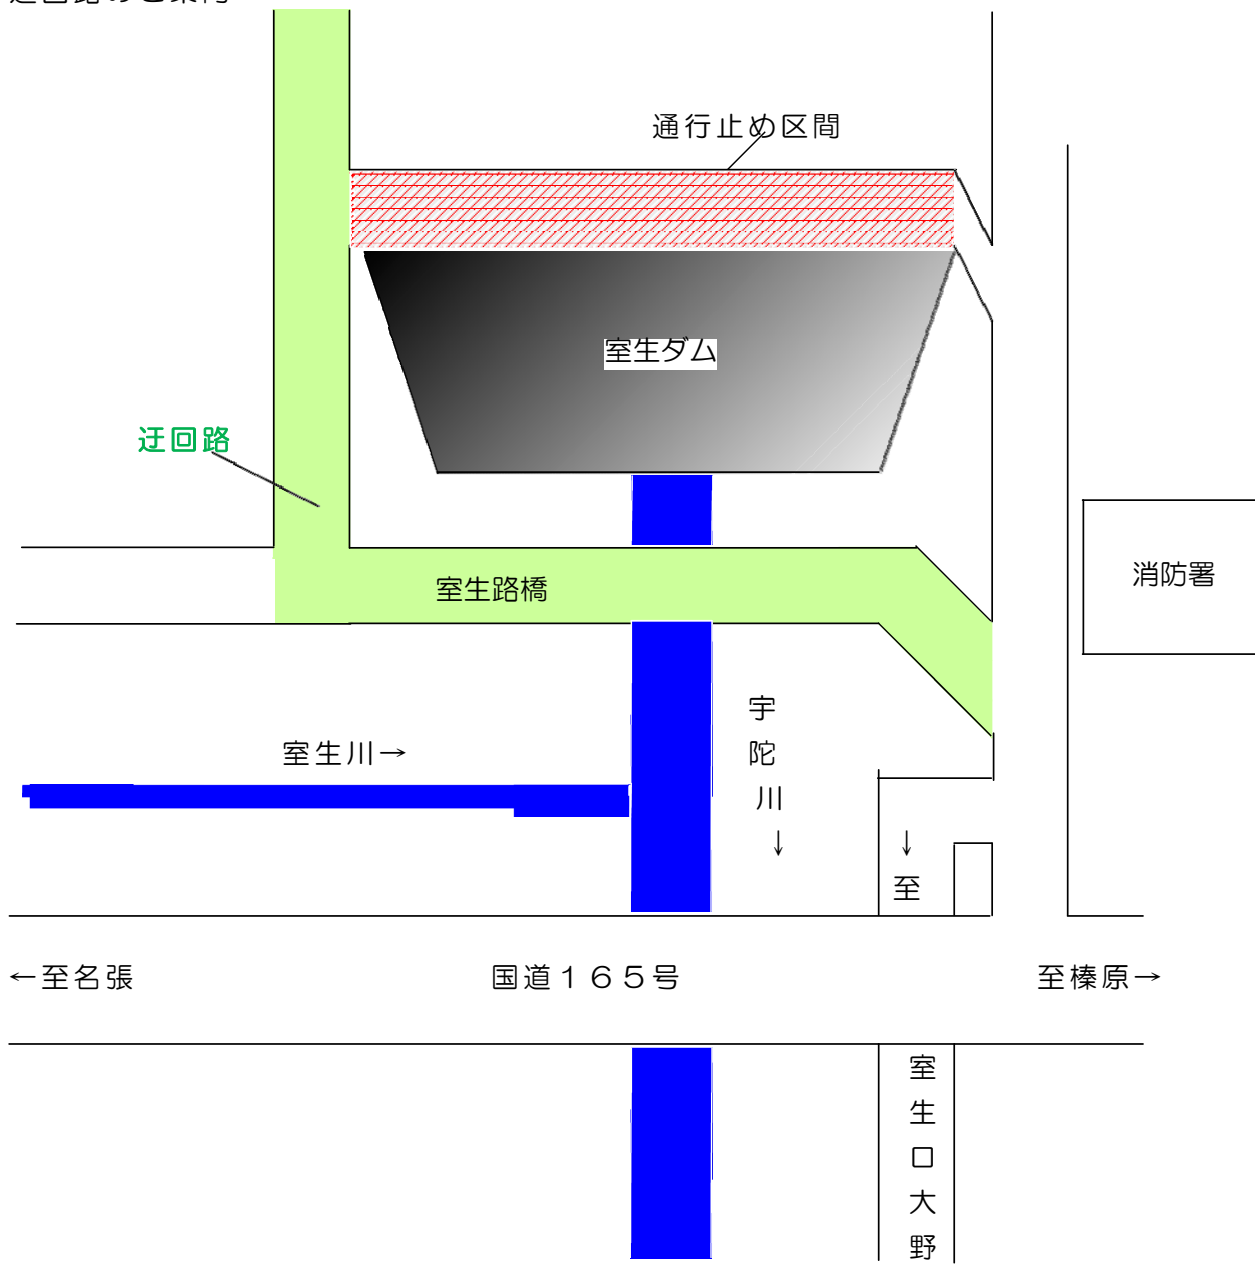 通行止め区間
室生ダム
迂回路
室生路橋
消防署
宇陀川
↓
室生川→
↓
至
←至名張
国道１６５号
至榛原→
室生口大野